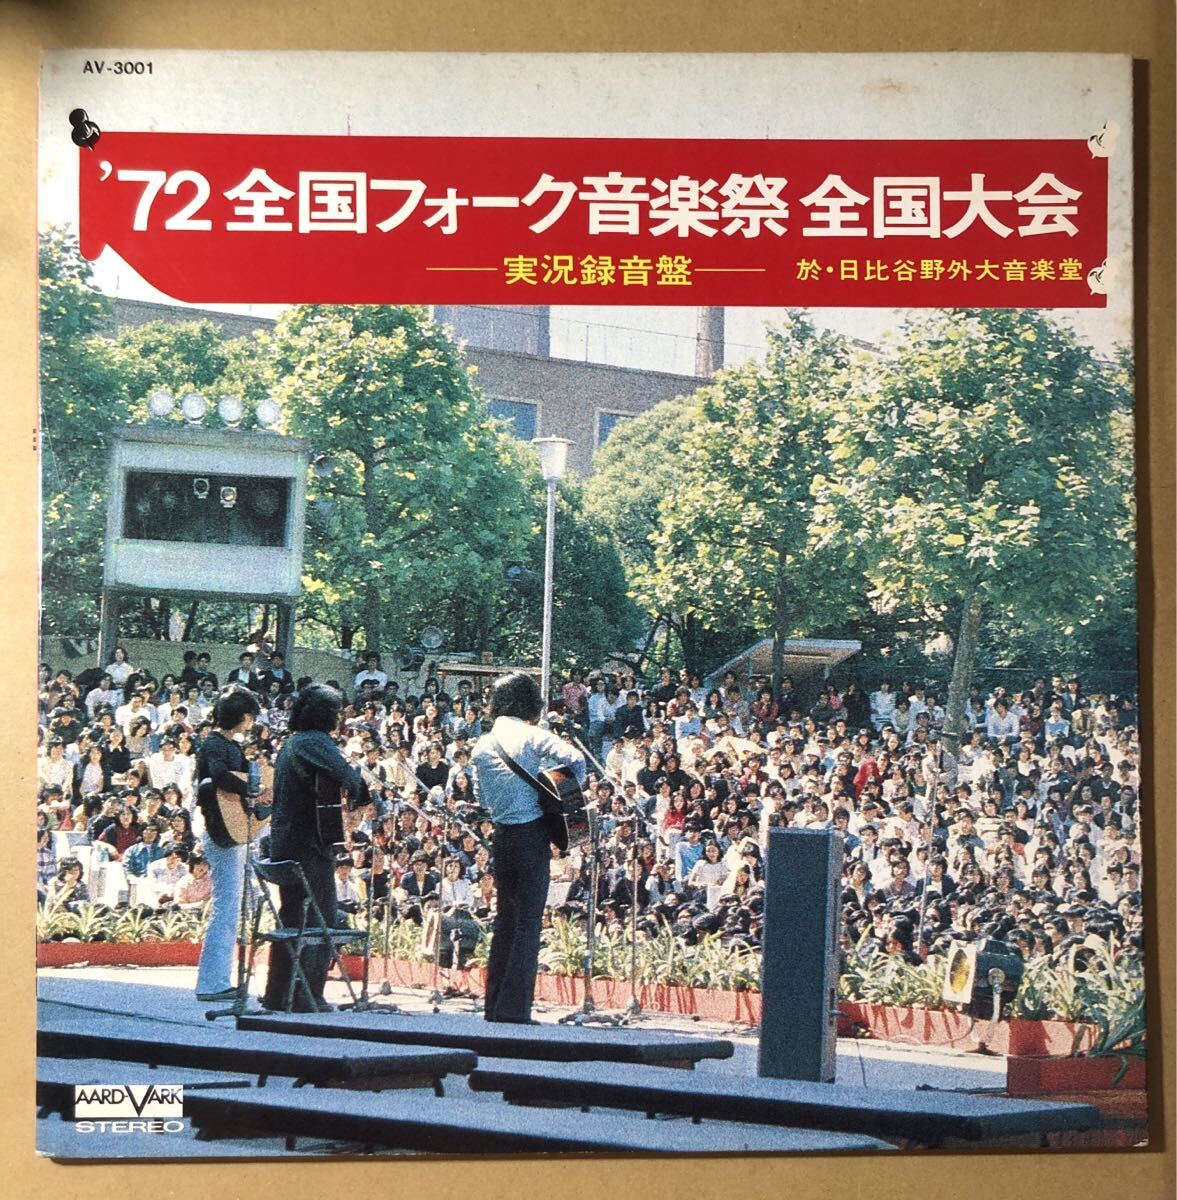 AV-3001
’72 全国フォーク音楽祭 全国大会
——実況録音盤——　於・日比谷野外大音楽堂
AARD-VARK
STEREO